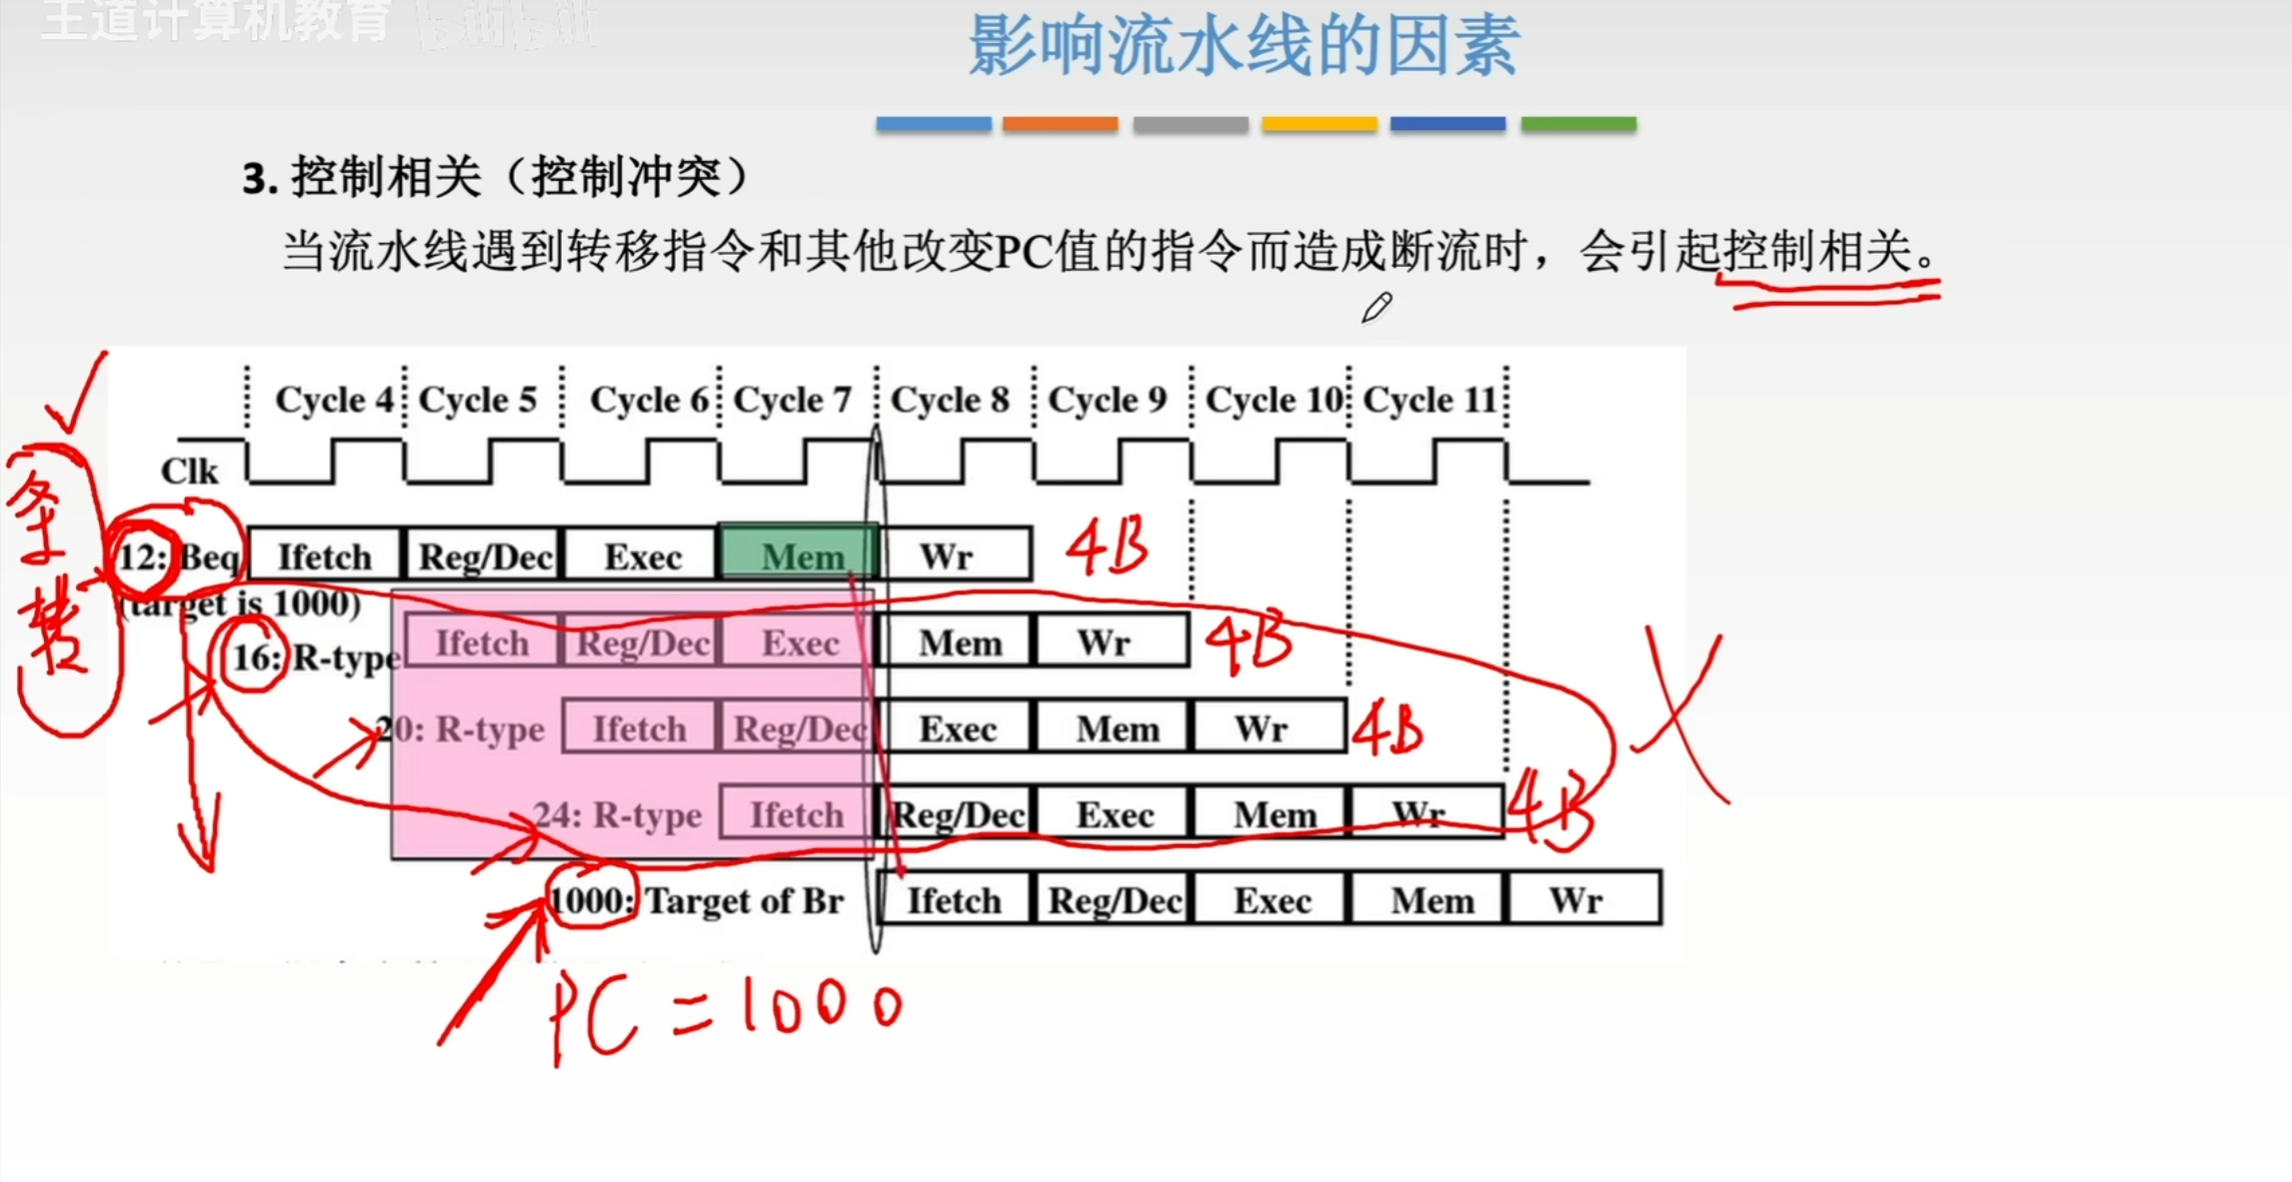 王道计算机教育 bilibili
影响流水线的因素
3. 控制相关（控制冲突）
当流水线遇到转移指令和其他改变PC值的指令而造成断流时，会引起控制相关。
Cycle 4 Cycle 5 Cycle 6 Cycle 7 Cycle 8 Cycle 9 Cycle 10 Cycle 11
Clk
12: Beq Ifetch Reg/Dec Exec Mem Wr 4B
(target is 1000)
16: R-type Ifetch Reg/Dec Exec Mem Wr 4B
20: R-type Ifetch Reg/Dec Exec Mem Wr 4B
24: R-type Ifetch Reg/Dec Exec Mem Wr 4B
1000: Target of Br Ifetch Reg/Dec Exec Mem Wr
PC = 1000